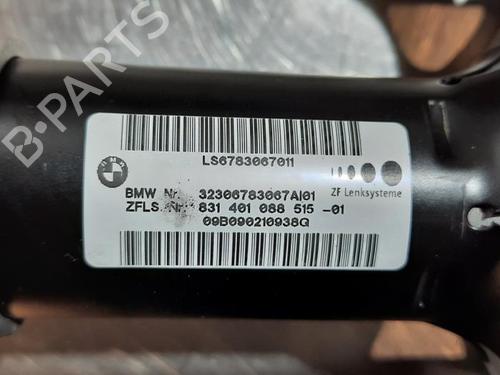 B-PARTS
LS6783067011
BMW Nr. 32306783067AI01
ZF Lenksysteme
ZFLS. Nr. 831 401 088 515 -01
09B090210938G